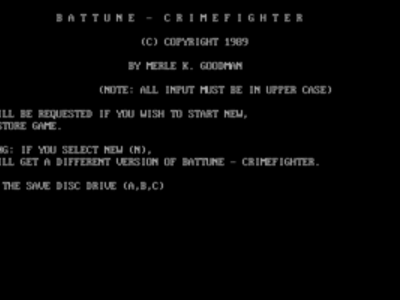 BATTUNE - CRIMEFIGHTER
(C) COPYRIGHT 1989
BY MERLE K. GOODMAN
(NOTE: ALL INPUT MUST BE IN UPPER CASE)
ILL BE REQUESTED IF YOU WISH TO START NEW,
STORE GAME.
NG: IF YOU SELECT NEW (N),
ILL GET A DIFFERENT VERSION OF BATTUNE - CRIMEFIGHTER.
THE SAVE DISC DRIVE (A,B,C)